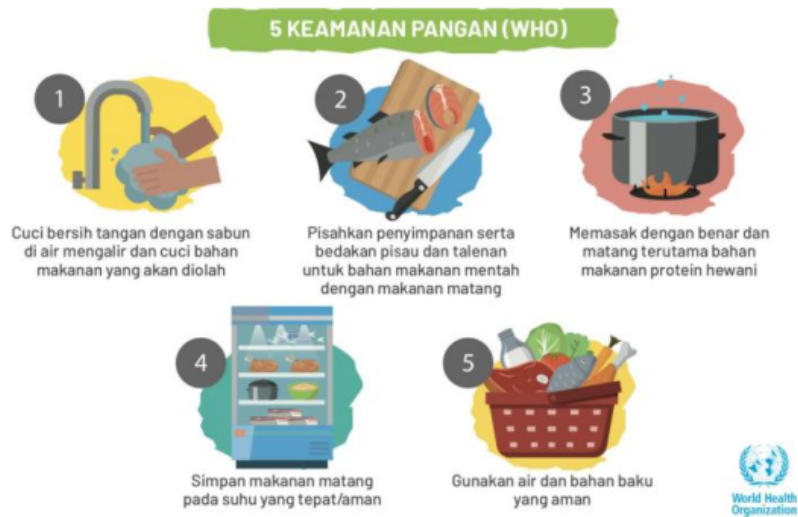 5 KEAMANAN PANGAN (WHO)
1
Cuci bersih tangan dengan sabun
di air mengalir dan cuci bahan
makanan yang akan diolah
2
Pisahkan penyimpanan serta
bedakan pisau dan talenan
untuk bahan makanan mentah
dengan makanan matang
3
Memasak dengan benar dan
matang terutama bahan
makanan protein hewani
4
Simpan makanan matang
pada suhu yang tepat/aman
5
Gunakan air dan bahan baku
yang aman
World Health
Organization